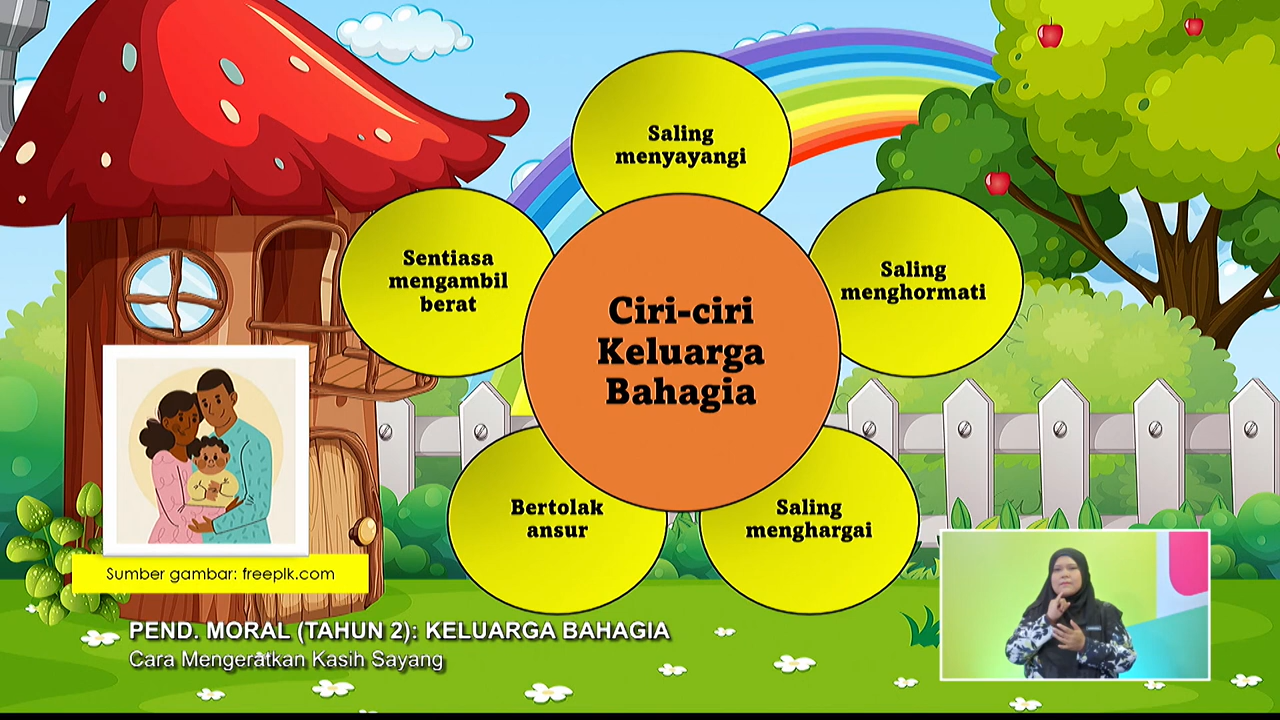 Saling
menyayangi
Sentiasa
mengambil
berat
Saling
menghormati
Ciri-ciri
Keluarga
Bahagia
Bertolak
ansur
Saling
menghargai
Sumber gambar: freepIk.com
PEND. MORAL (TAHUN 2): KELUARGA BAHAGIA
Cara Mengeratkan Kasih Sayang